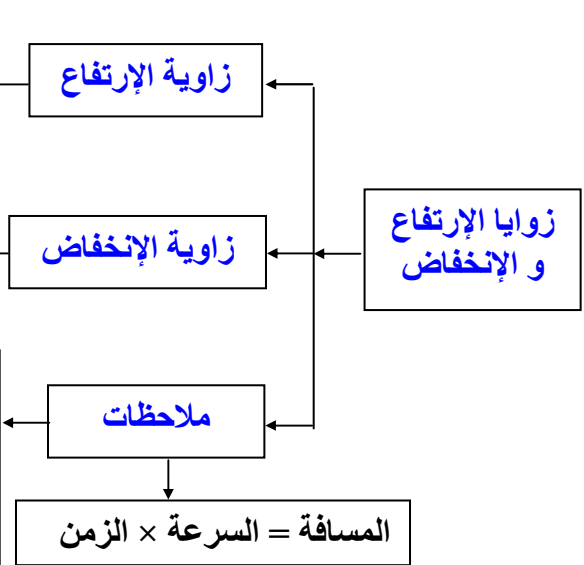 زاوية الإرتفاع
زوايا الإرتفاع
و الإنخفاض
زاوية الإنخفاض
ملاحظات
المسافة = السرعة × الزمن